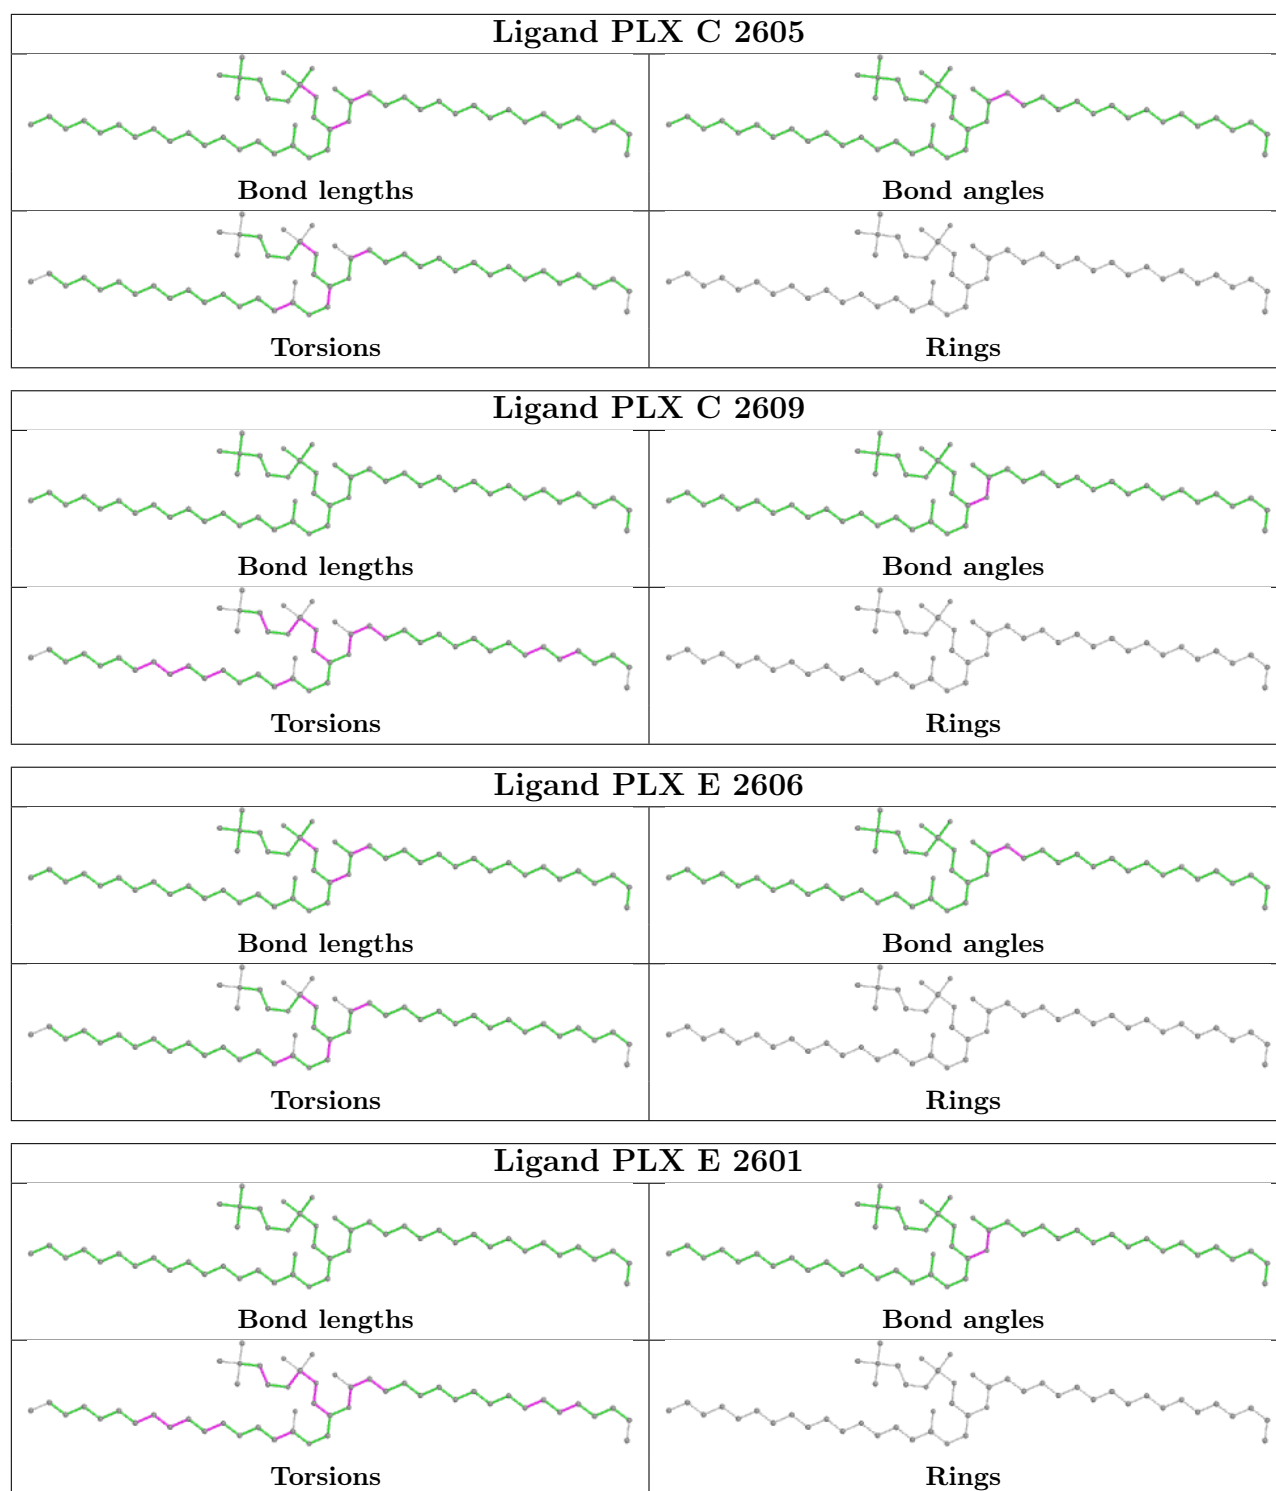 Ligand PLX C 2605
Bond lengths
Bond angles
Torsions
Rings
Ligand PLX C 2609
Bond lengths
Bond angles
Torsions
Rings
Ligand PLX E 2606
Bond lengths
Bond angles
Torsions
Rings
Ligand PLX E 2601
Bond lengths
Bond angles
Torsions
Rings